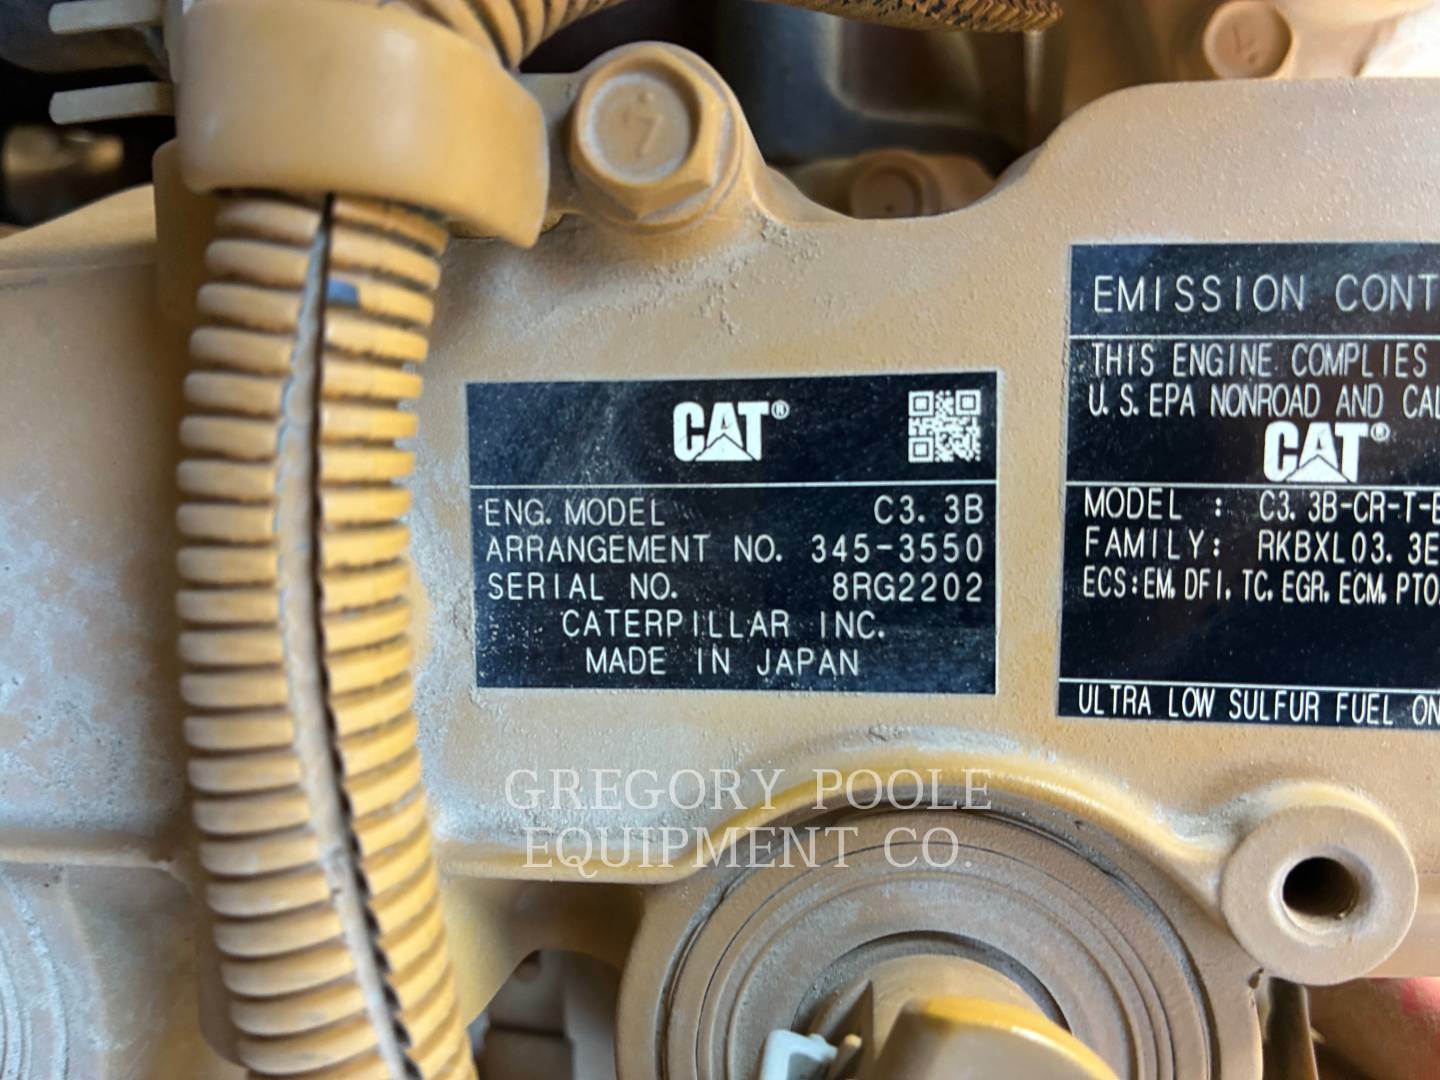 CAT®
ENG. MODEL C3.3B
ARRANGEMENT NO. 345-3550
SERIAL NO. 8RG2202
CATERPILLAR INC.
MADE IN JAPAN
EMISSION CONT
THIS ENGINE COMPLIES
U.S. EPA NONROAD AND CAL
CAT®
MODEL : C3.3B-CR-T-E
FAMILY: RKBXL03.3E
ECS: EM, DFI, TC, EGR, ECM, PTO
ULTRA LOW SULFUR FUEL ON
GREGORY POOLE
EQUIPMENT CO.